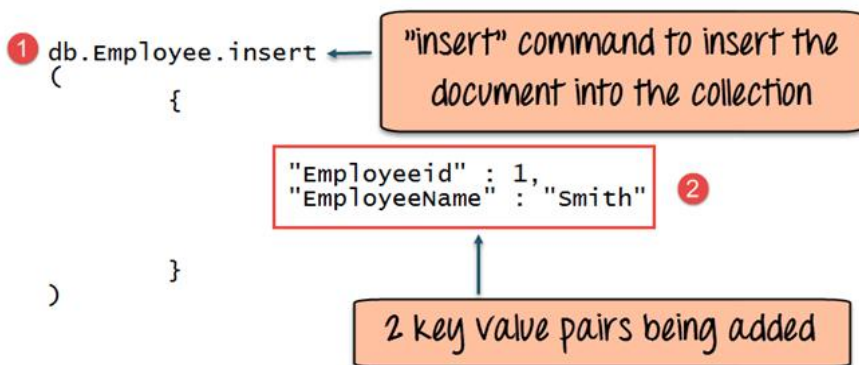 1 db.Employee.insert
"insert" command to insert the
document into the collection
(
{
"Employeeid" : 1,
"EmployeeName" : "Smith"
2
}
)
2 key value pairs being added